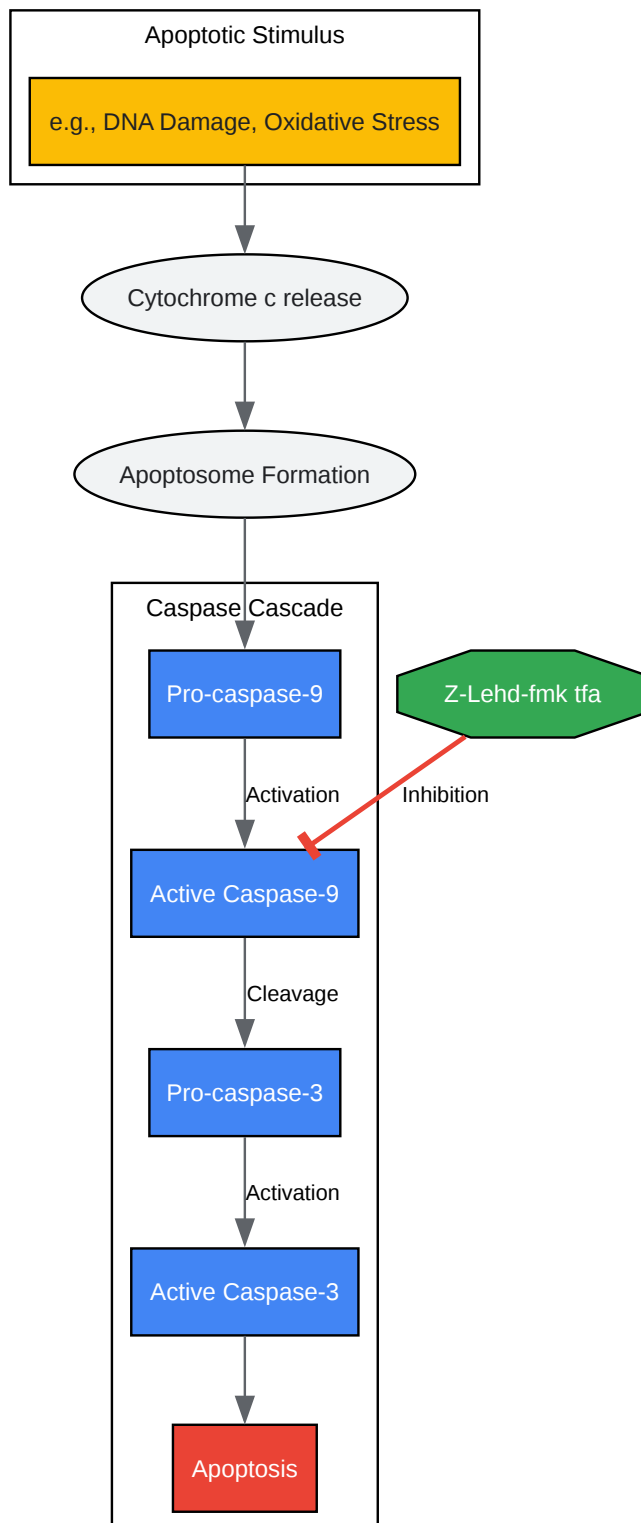 Apoptotic Stimulus
e.g., DNA Damage, Oxidative Stress
Cytochrome c release
Apoptosome Formation
Caspase Cascade
Pro-caspase-9
Z-Lehd-fmk tfa
Activation
Inhibition
Active Caspase-9
Cleavage
Pro-caspase-3
Activation
Active Caspase-3
Apoptosis